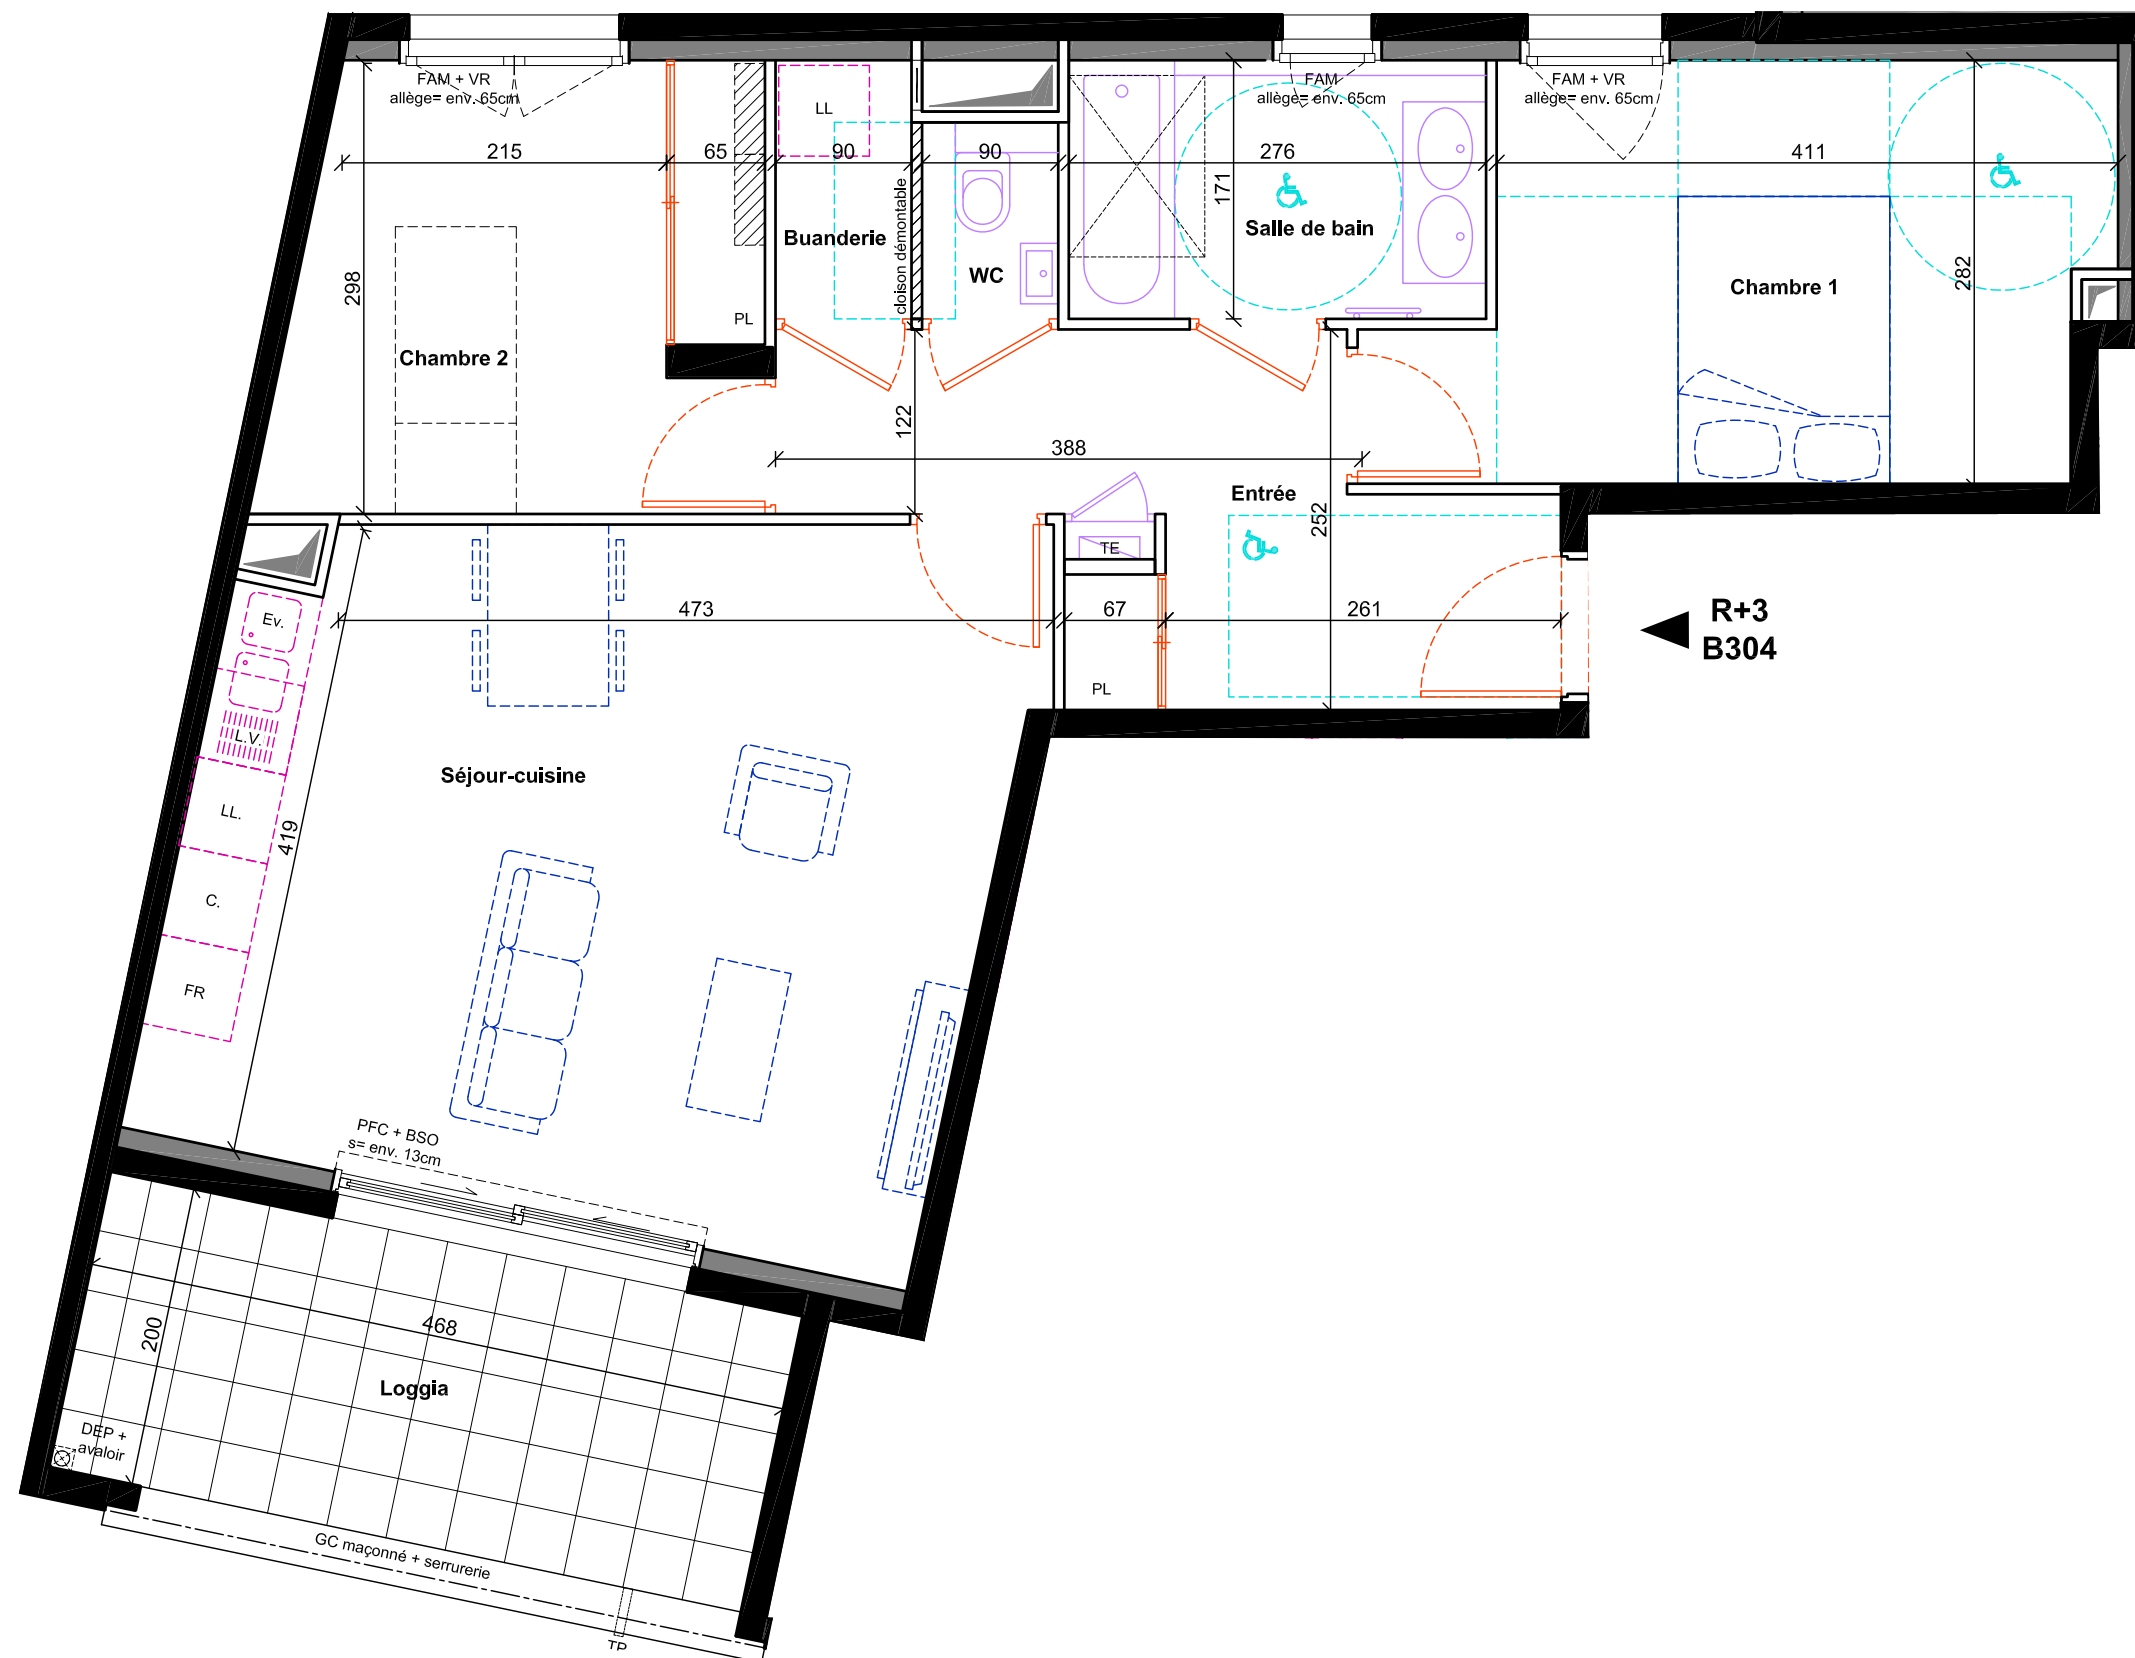 FAM + VR
allège= env. 65cm
FAM
allège= env. 65cm
FAM + VR
allège= env. 65cm
LL
215
65
90
90
276
411
171
cloison démontable
Buanderie
WC
Salle de bain
Chambre 1
282
298
PL
Chambre 2
122
388
Entrée
252
TE
473
67
261
R+3
B304
PL
Ev.
L.V.
Séjour-cuisine
LL.
419
C.
FR
PFC + BSO
s= env. 13cm
468
200
Loggia
DEP +
avaloir
GC maçonné + serrurerie
TP